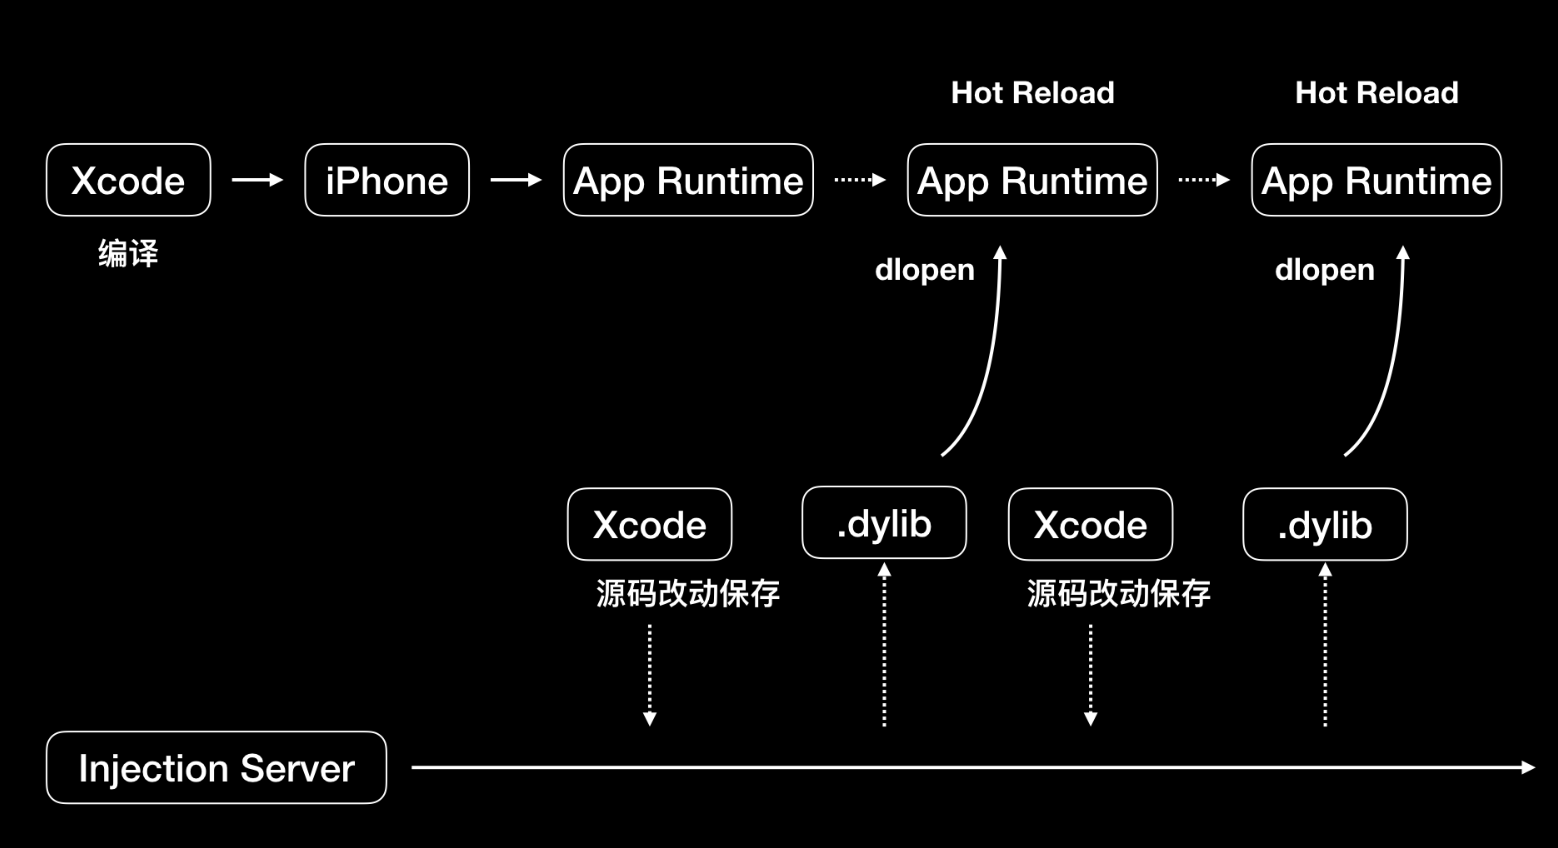 Hot Reload
Hot Reload
Xcode
iPhone
App Runtime
App Runtime
App Runtime
编译
dlopen
dlopen
Xcode
.dylib
Xcode
.dylib
源码改动保存
源码改动保存
Injection Server